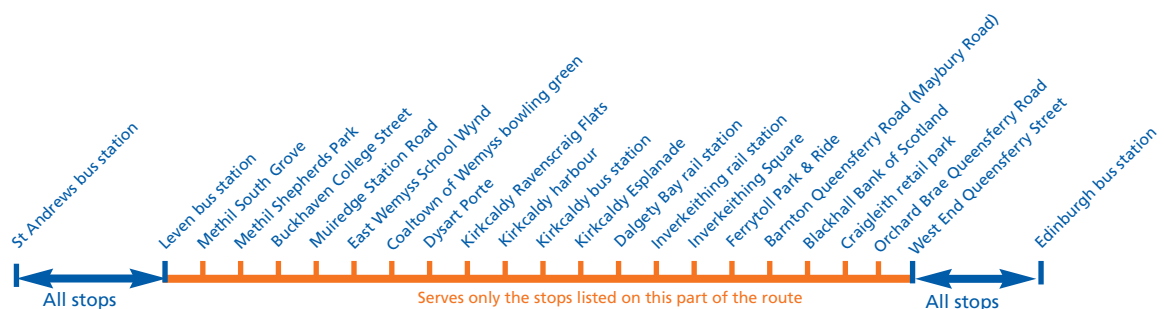 St Andrews bus station
Leven bus station
Methil South Grove
Methil Shepherds Park
Buckhaven College Street
Muiredge Station Road
East Wemyss School Wynd
Coaltown of Wemyss bowling green
Dysart Porte
Kirkcaldy Ravenscraig Flats
Kirkcaldy harbour
Kirkcaldy bus station
Kirkcaldy Esplanade
Dalgety Bay rail station
Inverkeithing rail station
Inverkeithing Square
Ferrytoll Park & Ride
Barnton Queensferry Road (Maybury Road)
Blackhall Bank of Scotland
Craigleith retail park
Orchard Brae Queensferry Road
West End Queensferry Street
Edinburgh bus station
All stops
Serves only the stops listed on this part of the route
All stops